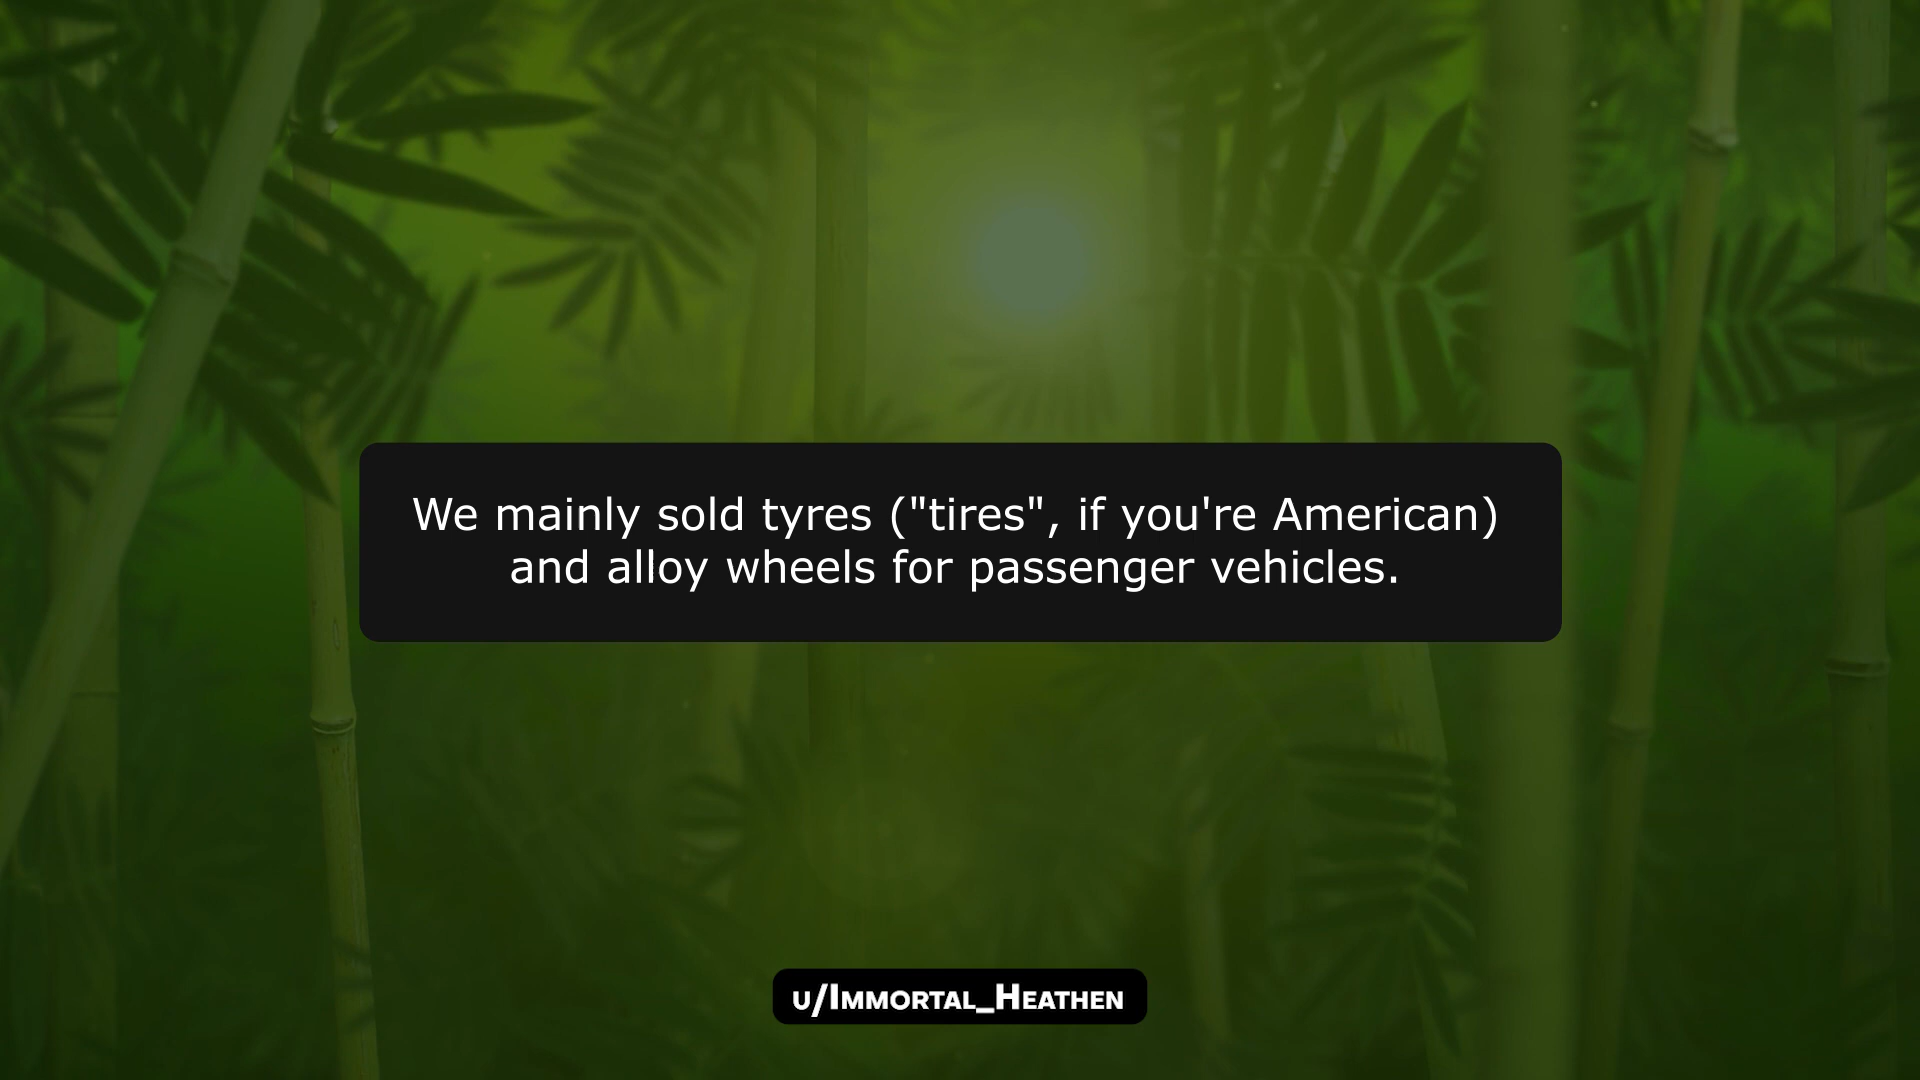 We mainly sold tyres ("tires", if you're American)
and alloy wheels for passenger vehicles.
u/Immortal_Heathen